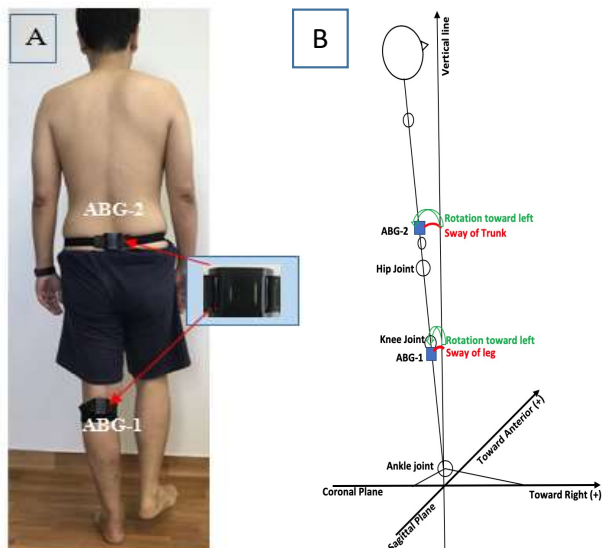 A
ABG-2
ABG-1
B
Vertical line
Rotation toward left
ABG-2
Sway of Trunk
Hip Joint
Knee Joint
Rotation toward left
ABG-1
Sway of leg
Toward Anterior (+)
Ankle joint
Coronal Plane
Toward Right (+)
Sagittal Plane